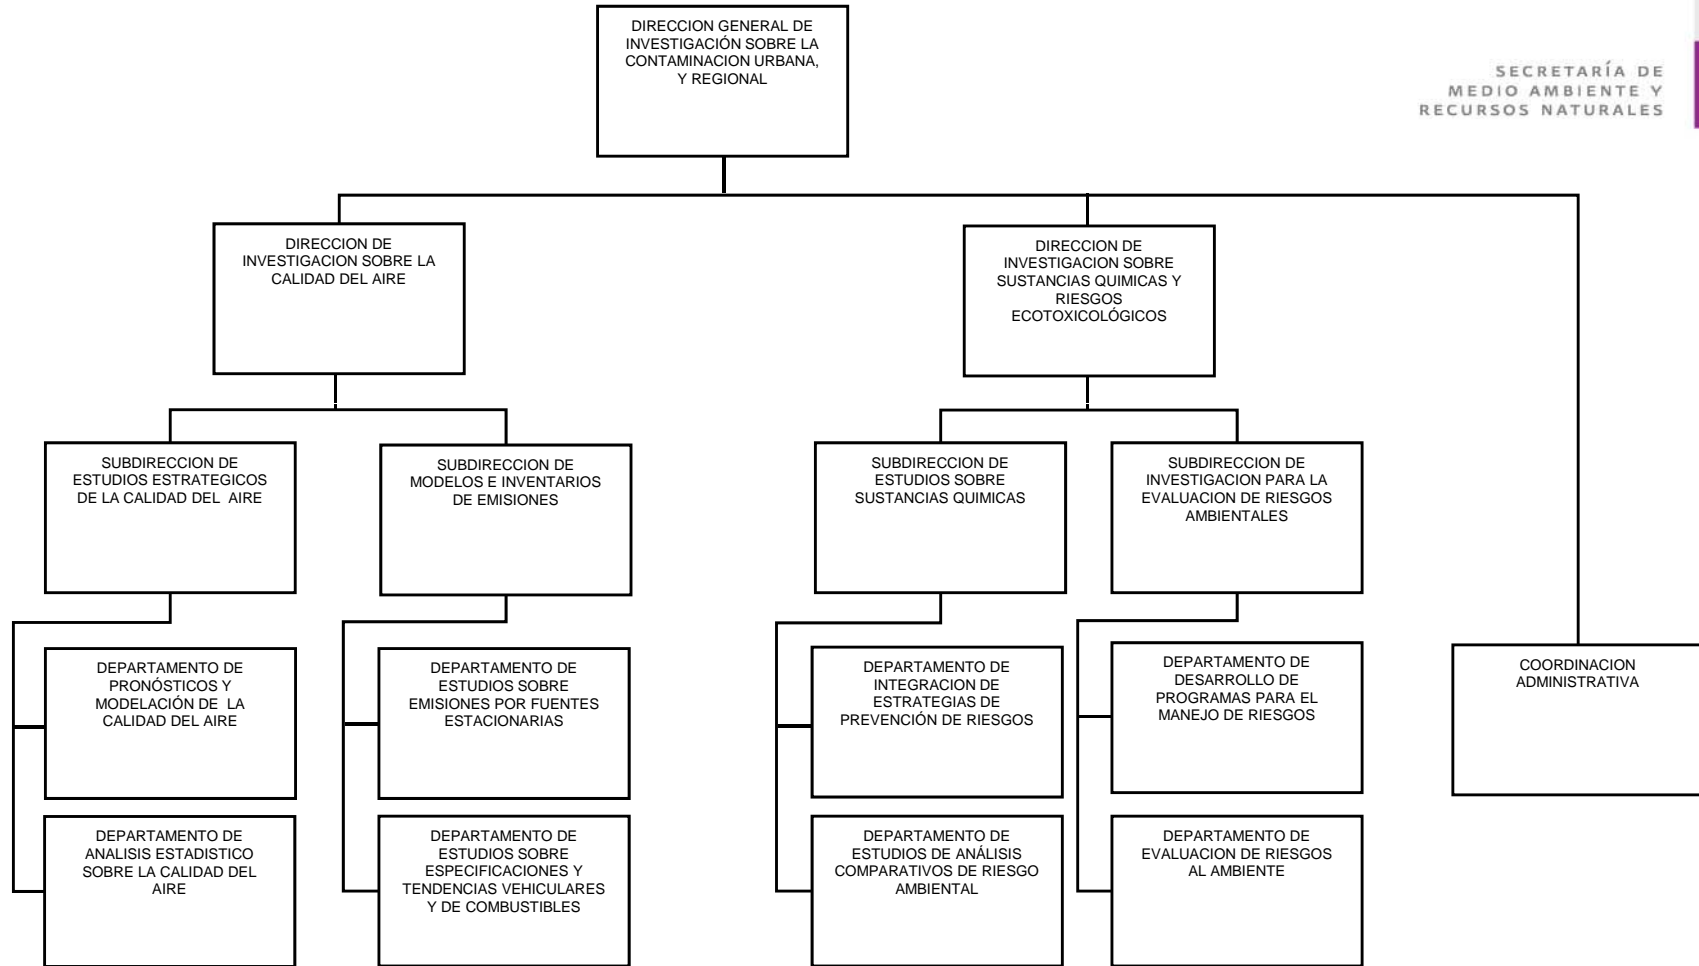 DIRECCION GENERAL DE
INVESTIGACIÓN SOBRE LA
CONTAMINACION URBANA,
Y REGIONAL
SECRETARÍA DE
MEDIO AMBIENTE Y
RECURSOS NATURALES
DIRECCION DE
INVESTIGACION SOBRE LA
CALIDAD DEL AIRE
DIRECCION DE
INVESTIGACION SOBRE
SUSTANCIAS QUIMICAS Y
RIESGOS
ECOTOXICOLÓGICOS
SUBDIRECCION DE
ESTUDIOS ESTRATEGICOS
DE LA CALIDAD DEL AIRE
SUBDIRECCION DE
MODELOS E INVENTARIOS
DE EMISIONES
SUBDIRECCION DE
ESTUDIOS SOBRE
SUSTANCIAS QUIMICAS
SUBDIRECCION DE
INVESTIGACION PARA LA
EVALUACION DE RIESGOS
AMBIENTALES
DEPARTAMENTO DE
PRONÓSTICOS Y
MODELACIÓN DE LA
CALIDAD DEL AIRE
DEPARTAMENTO DE
ESTUDIOS SOBRE
EMISIONES POR FUENTES
ESTACIONARIAS
DEPARTAMENTO DE
INTEGRACION DE
ESTRATEGIAS DE
PREVENCIÓN DE RIESGOS
DEPARTAMENTO DE
DESARROLLO DE
PROGRAMAS PARA EL
MANEJO DE RIESGOS
COORDINACION
ADMINISTRATIVA
DEPARTAMENTO DE
ANALISIS ESTADISTICO
SOBRE LA CALIDAD DEL
AIRE
DEPARTAMENTO DE
ESTUDIOS SOBRE
ESPECIFICACIONES Y
TENDENCIAS VEHICULARES
Y DE COMBUSTIBLES
DEPARTAMENTO DE
ESTUDIOS DE ANÁLISIS
COMPARATIVOS DE RIESGO
AMBIENTAL
DEPARTAMENTO DE
EVALUACION DE RIESGOS
AL AMBIENTE